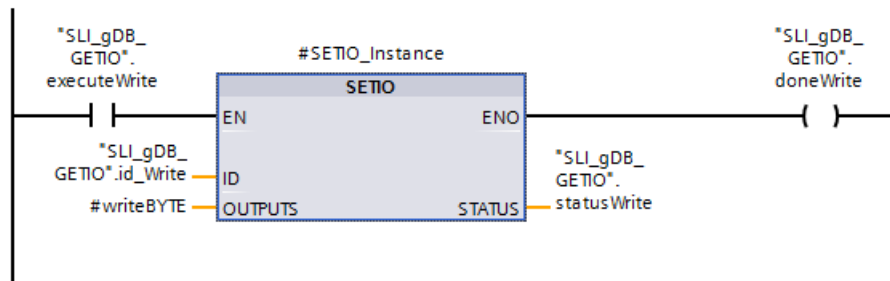 "SLI_gDB_
GETIO".
executeWrite
#SETIO_Instance
"SLI_gDB_
GETIO".
doneWrite
SETIO
EN
ENO
"SLI_gDB_
GETIO".id_Write
ID
"SLI_gDB_
GETIO".
statusWrite
#writeBYTE
OUTPUTS
STATUS